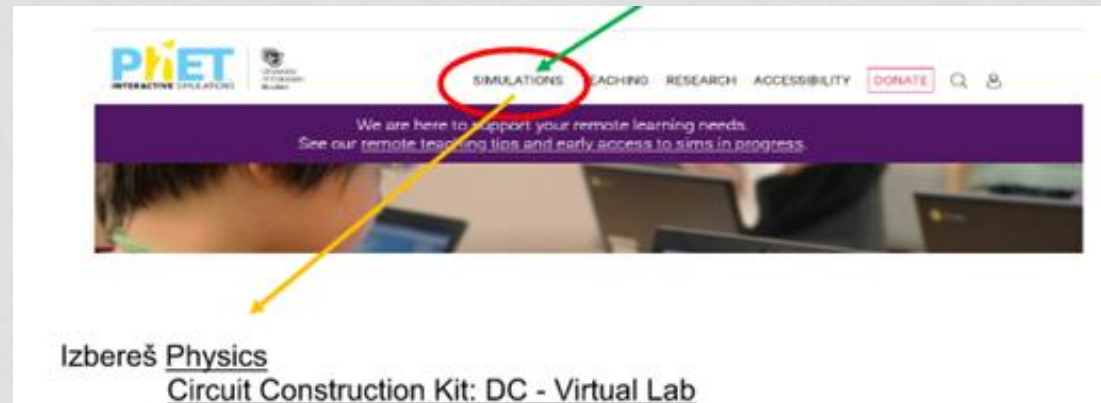 PhET
INTERACTIVE SIMULATIONS
SIMULATIONS EACHING RESEARCH ACCESSIBILITY DONATE
We are here to support your remote learning needs.
See our remote teaching tips and early access to sims in progress.
Izbereš Physics
Circuit Construction Kit: DC - Virtual Lab